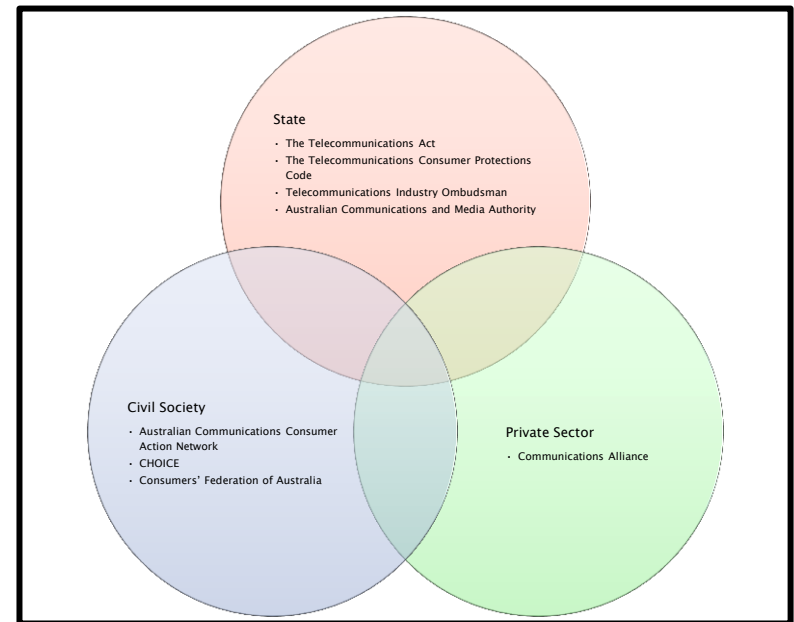 State
· The Telecommunications Act
· The Telecommunications Consumer Protections
Code
· Telecommunications Industry Ombudsman
· Australian Communications and Media Authority
Civil Society
· Australian Communications Consumer
Action Network
· CHOICE
· Consumers’ Federation of Australia
Private Sector
· Communications Alliance